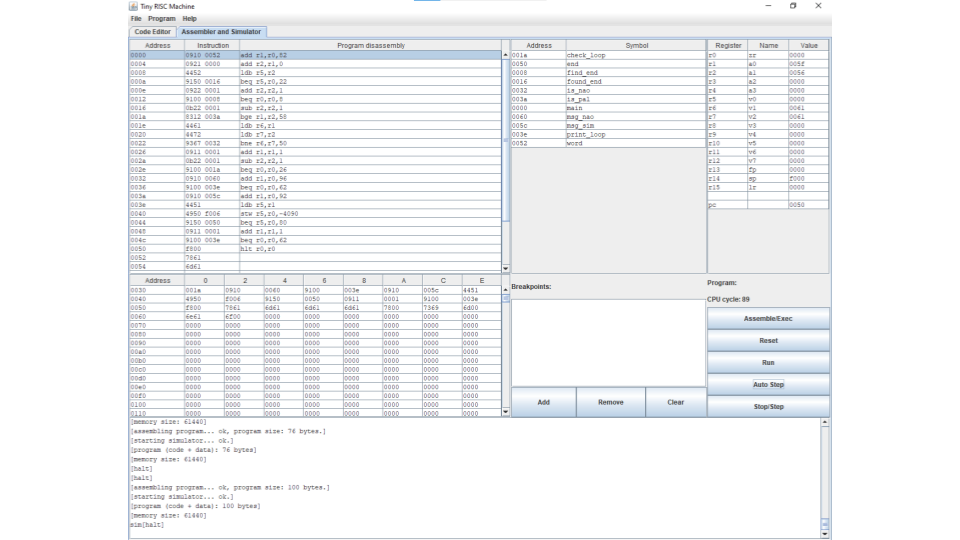 Tiny RISC Machine
File Program Help
Code Editor Assembler and Simulator
Address Instruction Program disassembly
0000 0910 0052 add r1,r0,82
0004 0921 0000 add r2,r1,0
0008 4452 ldb r5,r2
000a 9150 0016 beq r5,r0,22
000e 0922 0001 add r2,r2,1
0012 9100 0008 beq r0,r0,8
0016 0b22 0001 sub r2,r2,1
001a 8312 003a bge r1,r2,58
001e 4461 ldb r6,r1
0020 4472 ldb r7,r2
0022 9367 0032 bne r6,r7,50
0026 0911 0001 add r1,r1,1
002a 0b22 0001 sub r2,r2,1
002e 9100 001a beq r0,r0,26
0032 0910 0060 add r1,r0,96
0036 9100 003e beq r0,r0,62
003a 0910 005c add r1,r0,92
003e 4451 ldb r5,r1
0040 4950 f006 stw r5,r0,-4090
0044 9150 0050 beq r5,r0,80
0048 0911 0001 add r1,r1,1
004c 9100 003e beq r0,r0,62
0050 f800 hlt r0,r0
0052 7861
0054 6d61
Address Symbol
001a check_loop
0050 end
0008 find_end
0016 found_end
0032 is_nao
003a is_pal
0000 main
0060 msg_nao
005c msg_sim
003e print_loop
0052 word
Register Name Value
r0 zr 0000
r1 a0 005f
r2 a1 0056
r3 a2 0000
r4 a3 0000
r5 v0 0000
r6 v1 0061
r7 v2 0061
r8 v3 0000
r9 v4 0000
r10 v5 0000
r11 v6 0000
r12 v7 0000
r13 fp 0000
r14 sp f000
r15 lr 0000
pc 0050
Address 0 2 4 6 8 A C E
0030 001a 0910 0060 9100 003e 0910 005c 4451
0040 4950 f006 9150 0050 0911 0001 9100 003e
0050 f800 7861 6d61 6d61 6d61 7800 7369 6d00
0060 6e61 6f00 0000 0000 0000 0000 0000 0000
0070 0000 0000 0000 0000 0000 0000 0000 0000
0080 0000 0000 0000 0000 0000 0000 0000 0000
0090 0000 0000 0000 0000 0000 0000 0000 0000
00a0 0000 0000 0000 0000 0000 0000 0000 0000
00b0 0000 0000 0000 0000 0000 0000 0000 0000
00c0 0000 0000 0000 0000 0000 0000 0000 0000
00d0 0000 0000 0000 0000 0000 0000 0000 0000
00e0 0000 0000 0000 0000 0000 0000 0000 0000
00f0 0000 0000 0000 0000 0000 0000 0000 0000
0100 0000 0000 0000 0000 0000 0000 0000 0000
0110 0000 0000 0000 0000 0000 0000 0000 0000
Breakpoints:
Add Remove Clear
Program:
CPU cycle: 89
Assemble/Exec
Reset
Run
Auto Step
Stop/Step
[memory size: 61440]
[assembling program... ok, program size: 76 bytes.]
[starting simulator... ok.]
[program (code + data): 76 bytes]
[memory size: 61440]
[halt]
[halt]
[assembling program... ok, program size: 100 bytes.]
[starting simulator... ok.]
[program (code + data): 100 bytes]
[memory size: 61440]
sim[halt]